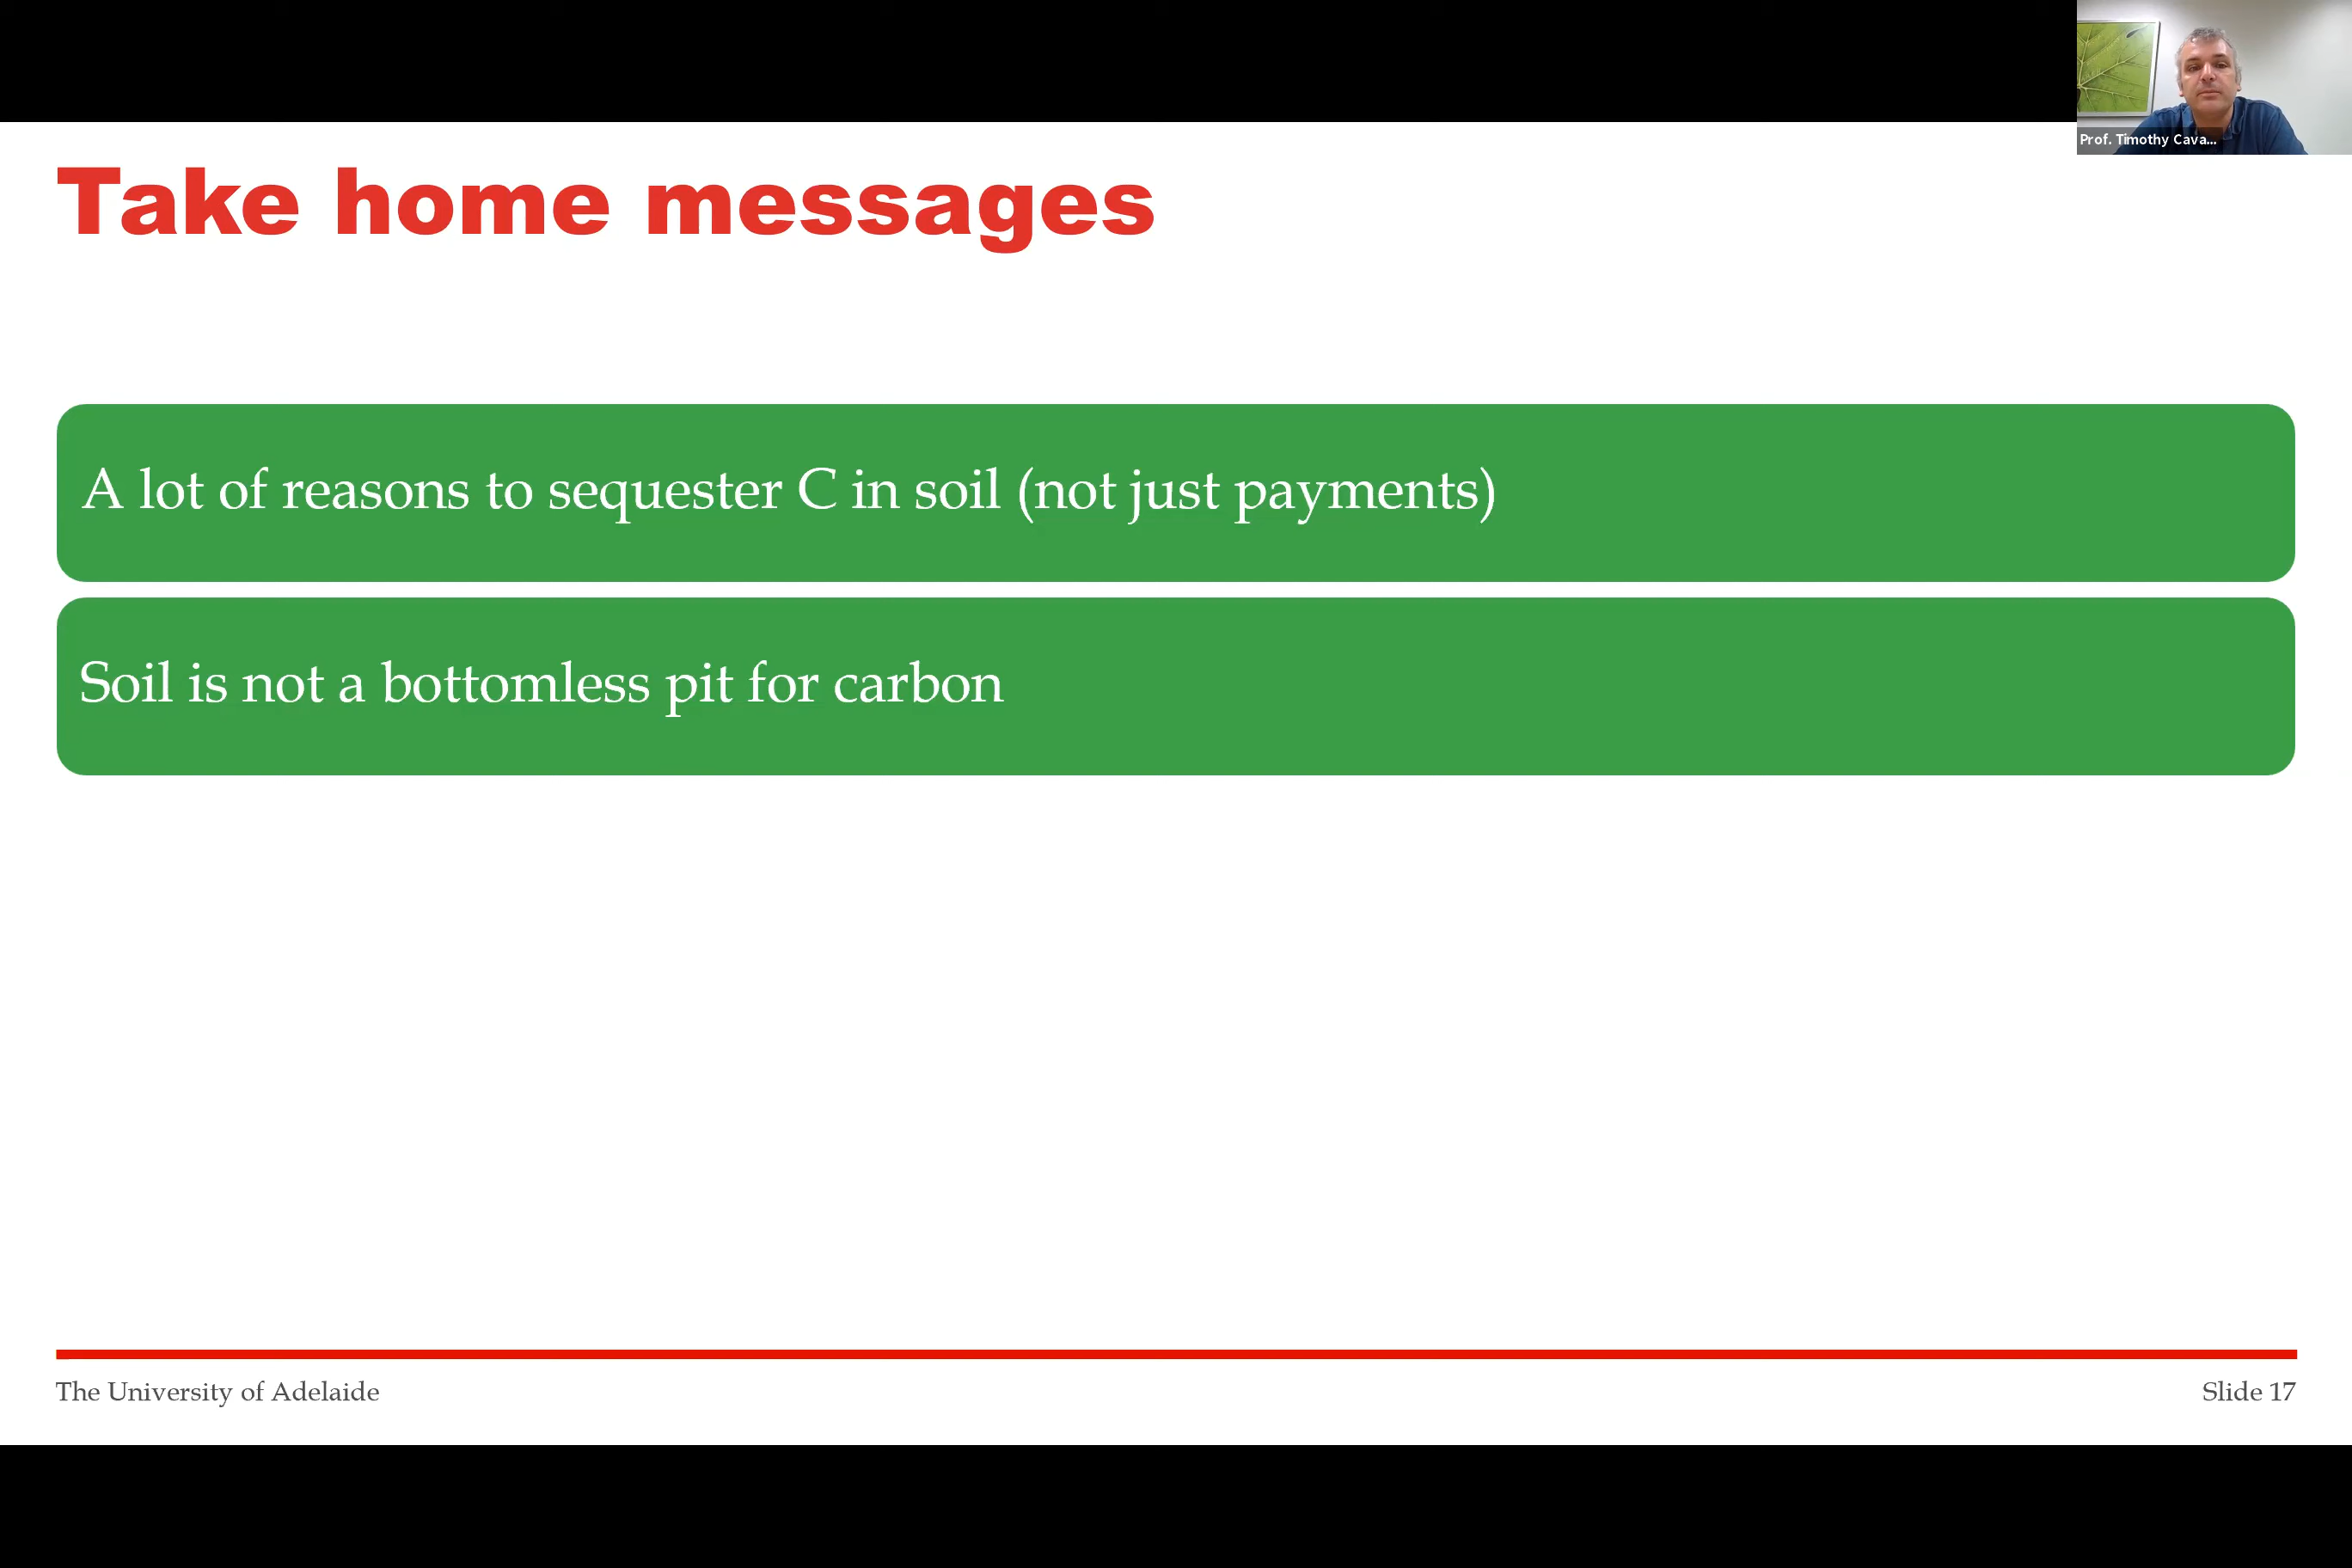 Prof. Timothy Cava...
Take home messages
A lot of reasons to sequester C in soil (not just payments)
Soil is not a bottomless pit for carbon
The University of Adelaide
Slide 17